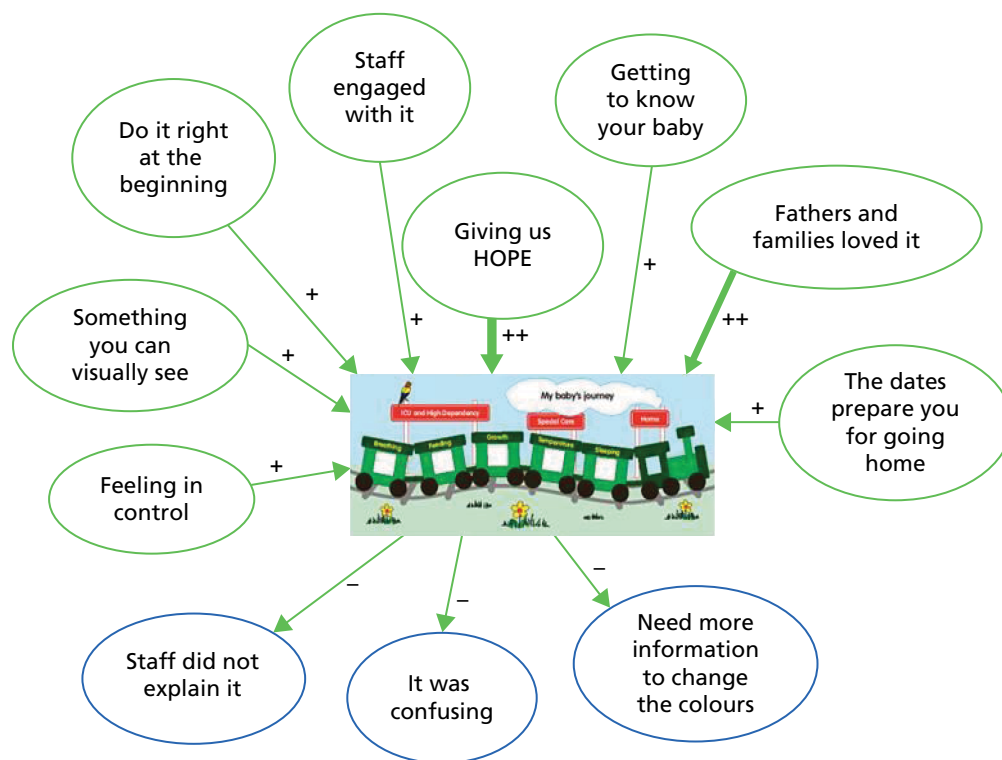 Staff
engaged
with it
Getting
to know
your baby
Do it right
at the
beginning
Giving us
HOPE
Fathers and
families loved it
Something
you can
visually see
The dates
prepare you
for going
home
Feeling in
control
+
+
+
++
+
++
+
+
My baby's journey
ICU and High Dependency
Special Care
Home
Breathing
Feeding
Growth
Temperature
Sleeping
–
–
–
Staff did not
explain it
It was
confusing
Need more
information
to change
the colours